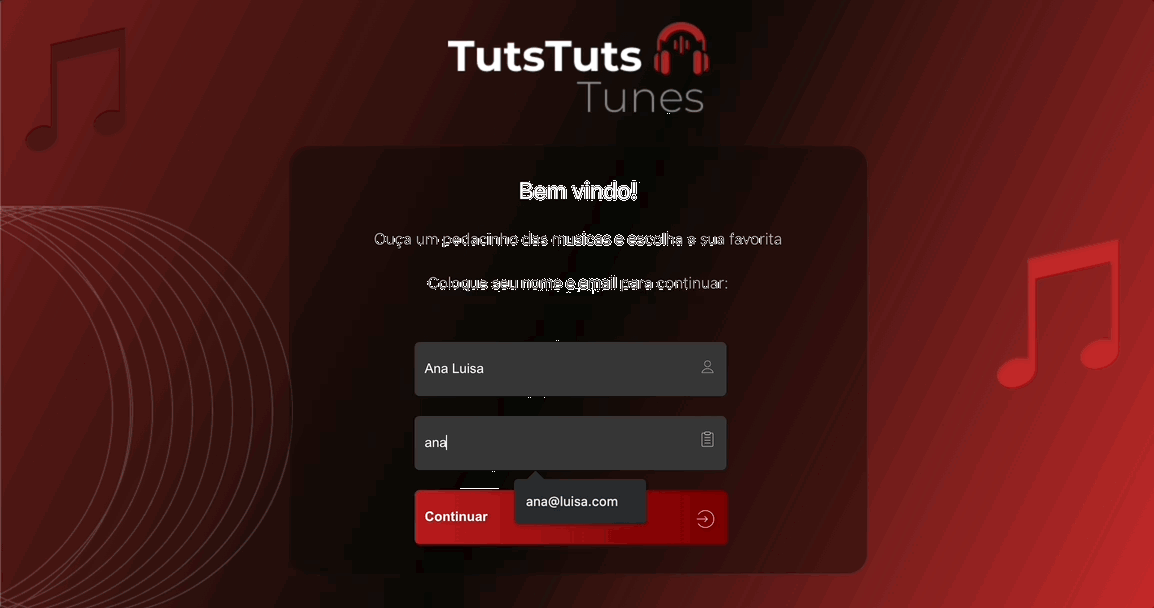 TutsTuts
Tunes
Bem vindo!
Ouça um pedacinho das musicas e escolha a sua favorita
Coloque seu nome e email para continuar:
Ana Luisa
ana
ana@luisa.com
Continuar